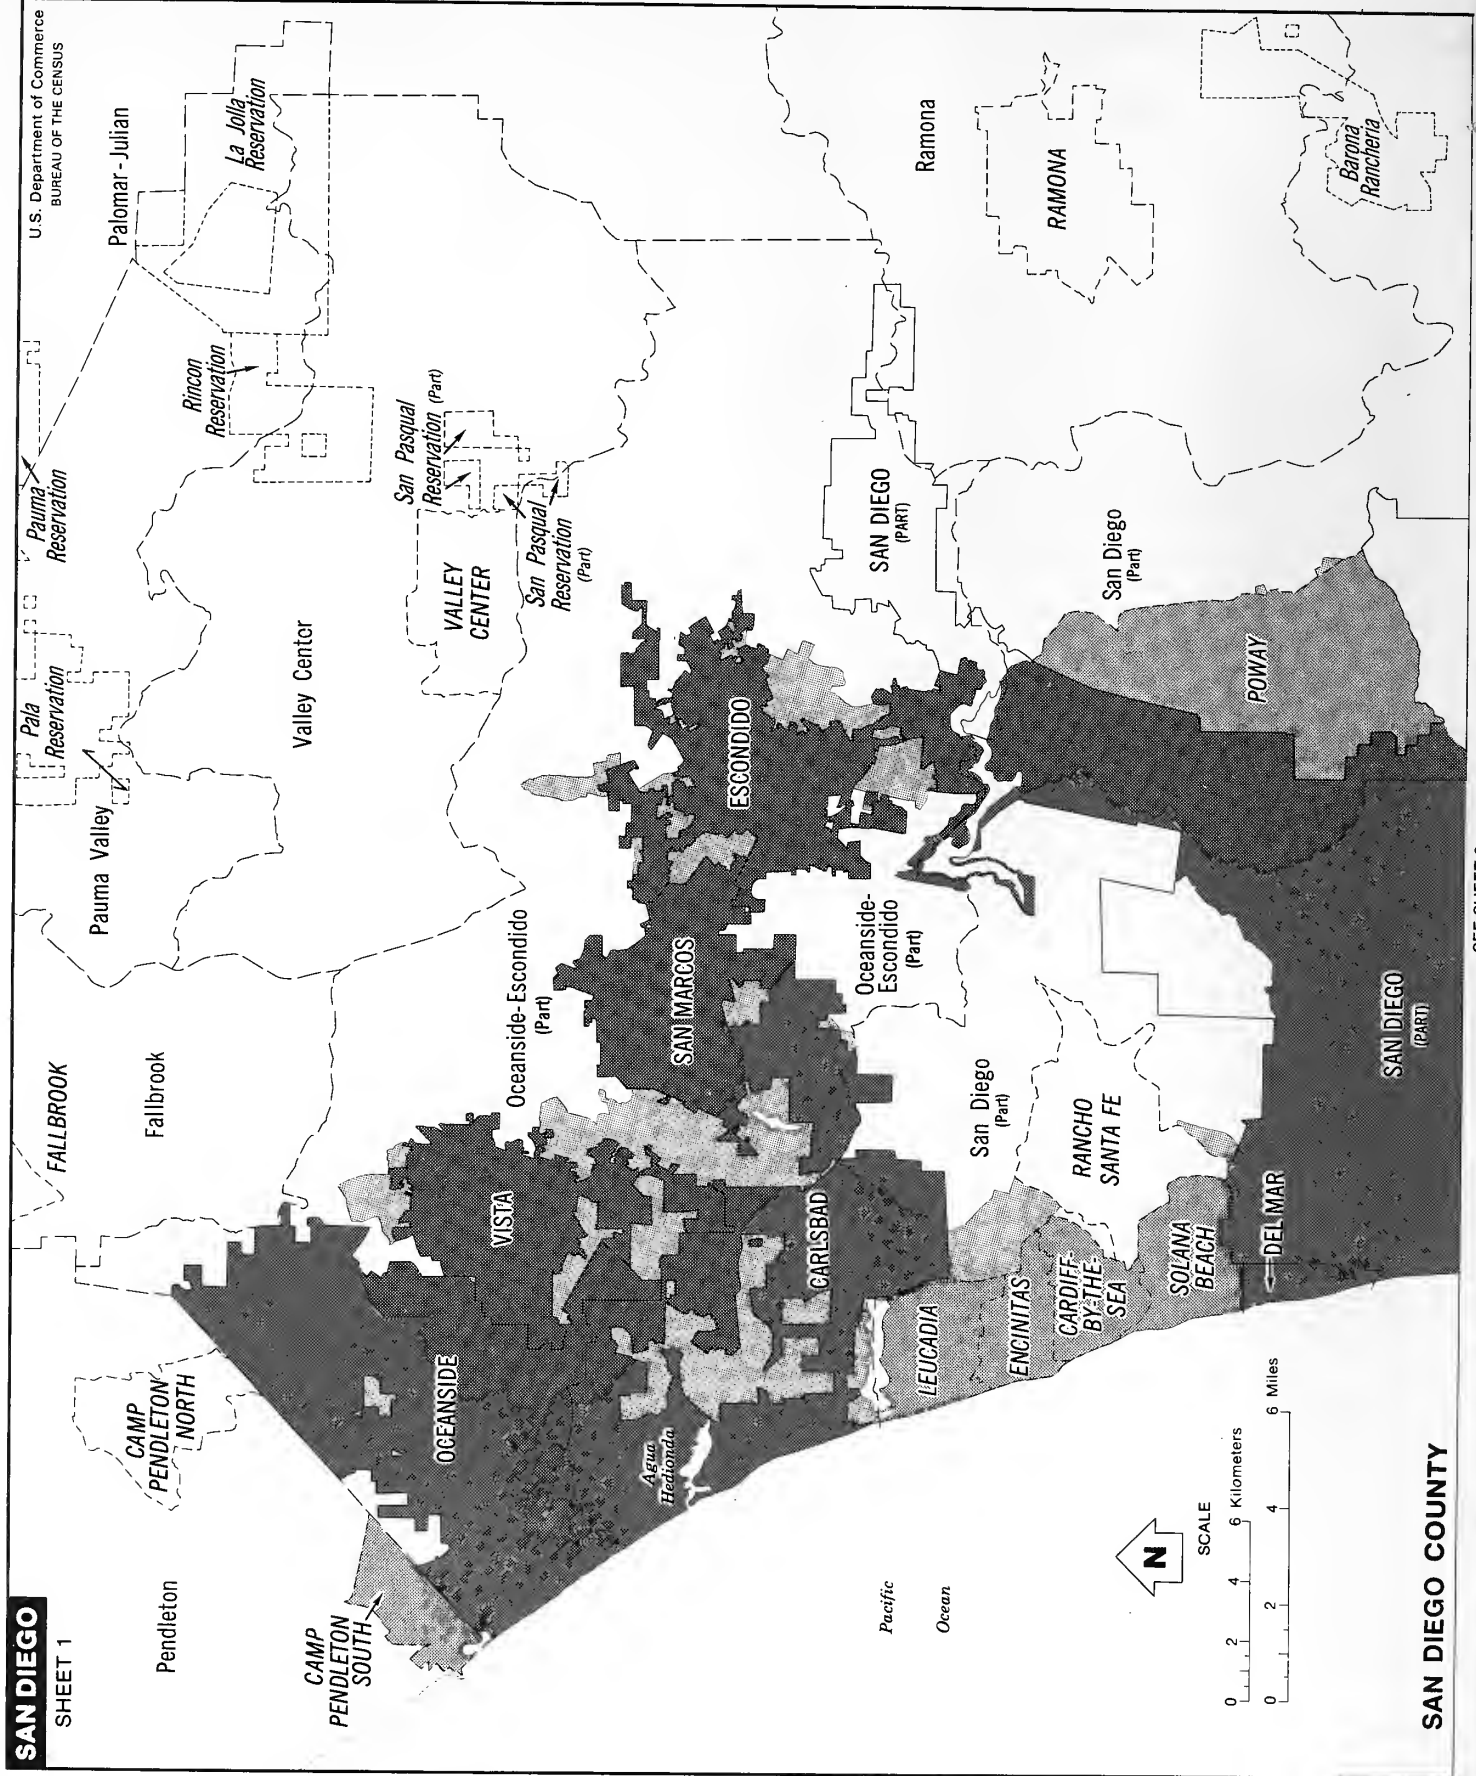 SAN DIEGO
SHEET 1
U.S. Department of Commerce
BUREAU OF THE CENSUS
Pendleton
CAMP
PENDLETON
NORTH
CAMP
PENDLETON
SOUTH
FALLBROOK
Fallbrook
Pauma Valley
Pala
Reservation
Pauma
Reservation
Palomar-Julian
La Jolla
Reservation
Rincon
Reservation
Valley Center
San Pasqual
Reservation (Part)
VALLEY
CENTER
San Pasqual
Reservation
(Part)
Oceanside-Escondido
(Part)
OCEANSIDE
VISTA
SAN MARCOS
ESCONDIDO
Agua
Hedionda
CARLSBAD
Oceanside-
Escondido
(Part)
SAN DIEGO
(PART)
Ramona
RAMONA
Barona
Rancheria
San Diego
(Part)
LEUCADIA
ENCINITAS
CARDIFF-
BY-THE-
SEA
San Diego
(Part)
RANCHO
SANTA FE
SOLANA
BEACH
DEL MAR
POWAY
SAN DIEGO
(PART)
Pacific
Ocean
N
SCALE
0 2 4 6 Kilometers
0 2 4 6 Miles
SAN DIEGO COUNTY